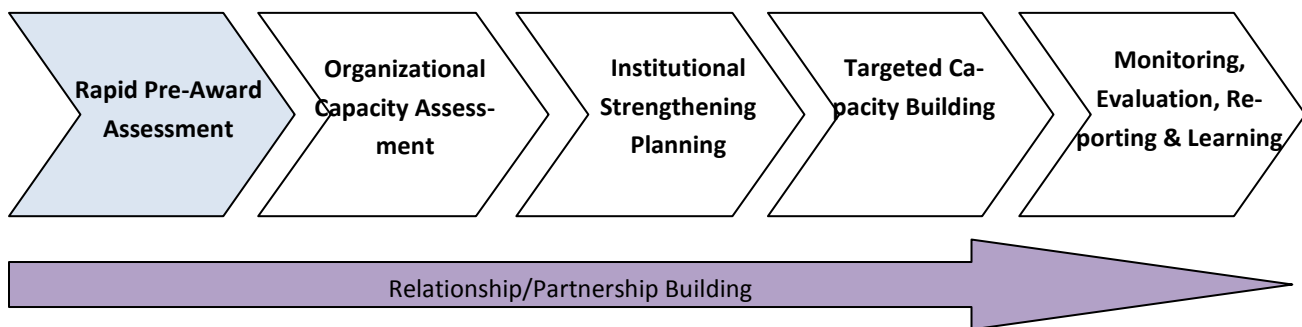 Rapid Pre-Award
Assessment
Organizational
Capacity Assess-
ment
Institutional
Strengthening
Planning
Targeted Ca-
pacity Building
Monitoring,
Evaluation, Re-
porting & Learning
Relationship/Partnership Building